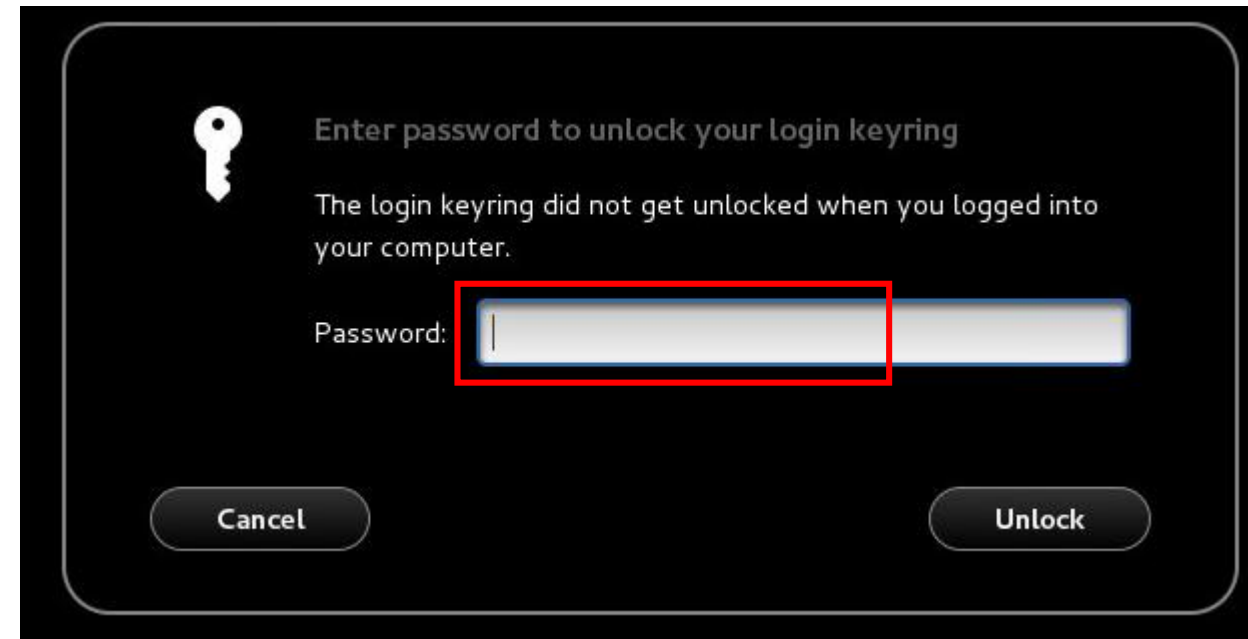 Enter password to unlock your login keyring
The login keyring did not get unlocked when you logged into
your computer.
Password:
Cancel
Unlock